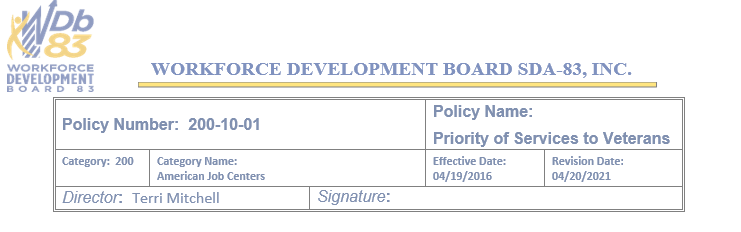 WDb
83
WORKFORCE
DEVELOPMENT
BOARD 83
WORKFORCE DEVELOPMENT BOARD SDA-83, INC.
Policy Number: 200-10-01
Policy Name:
Priority of Services to Veterans
Category: 200
Category Name:
American Job Centers
Effective Date:
04/19/2016
Revision Date:
04/20/2021
Director: Terri Mitchell
Signature: